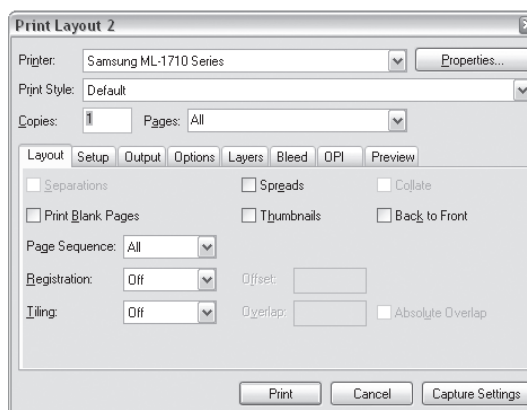 Print Layout 2
Printer: Samsung ML-1710 Series Properties...
Print Style: Default
Copies: 1 Pages: All
Layout Setup Output Options Layers Bleed OPI Preview
Separations Spreads Collate
Print Blank Pages Thumbnails Back to Front
Page Sequence: All
Registration: Off Offset:
Tiling: Off Overlap: Absolute Overlap
Print Cancel Capture Settings